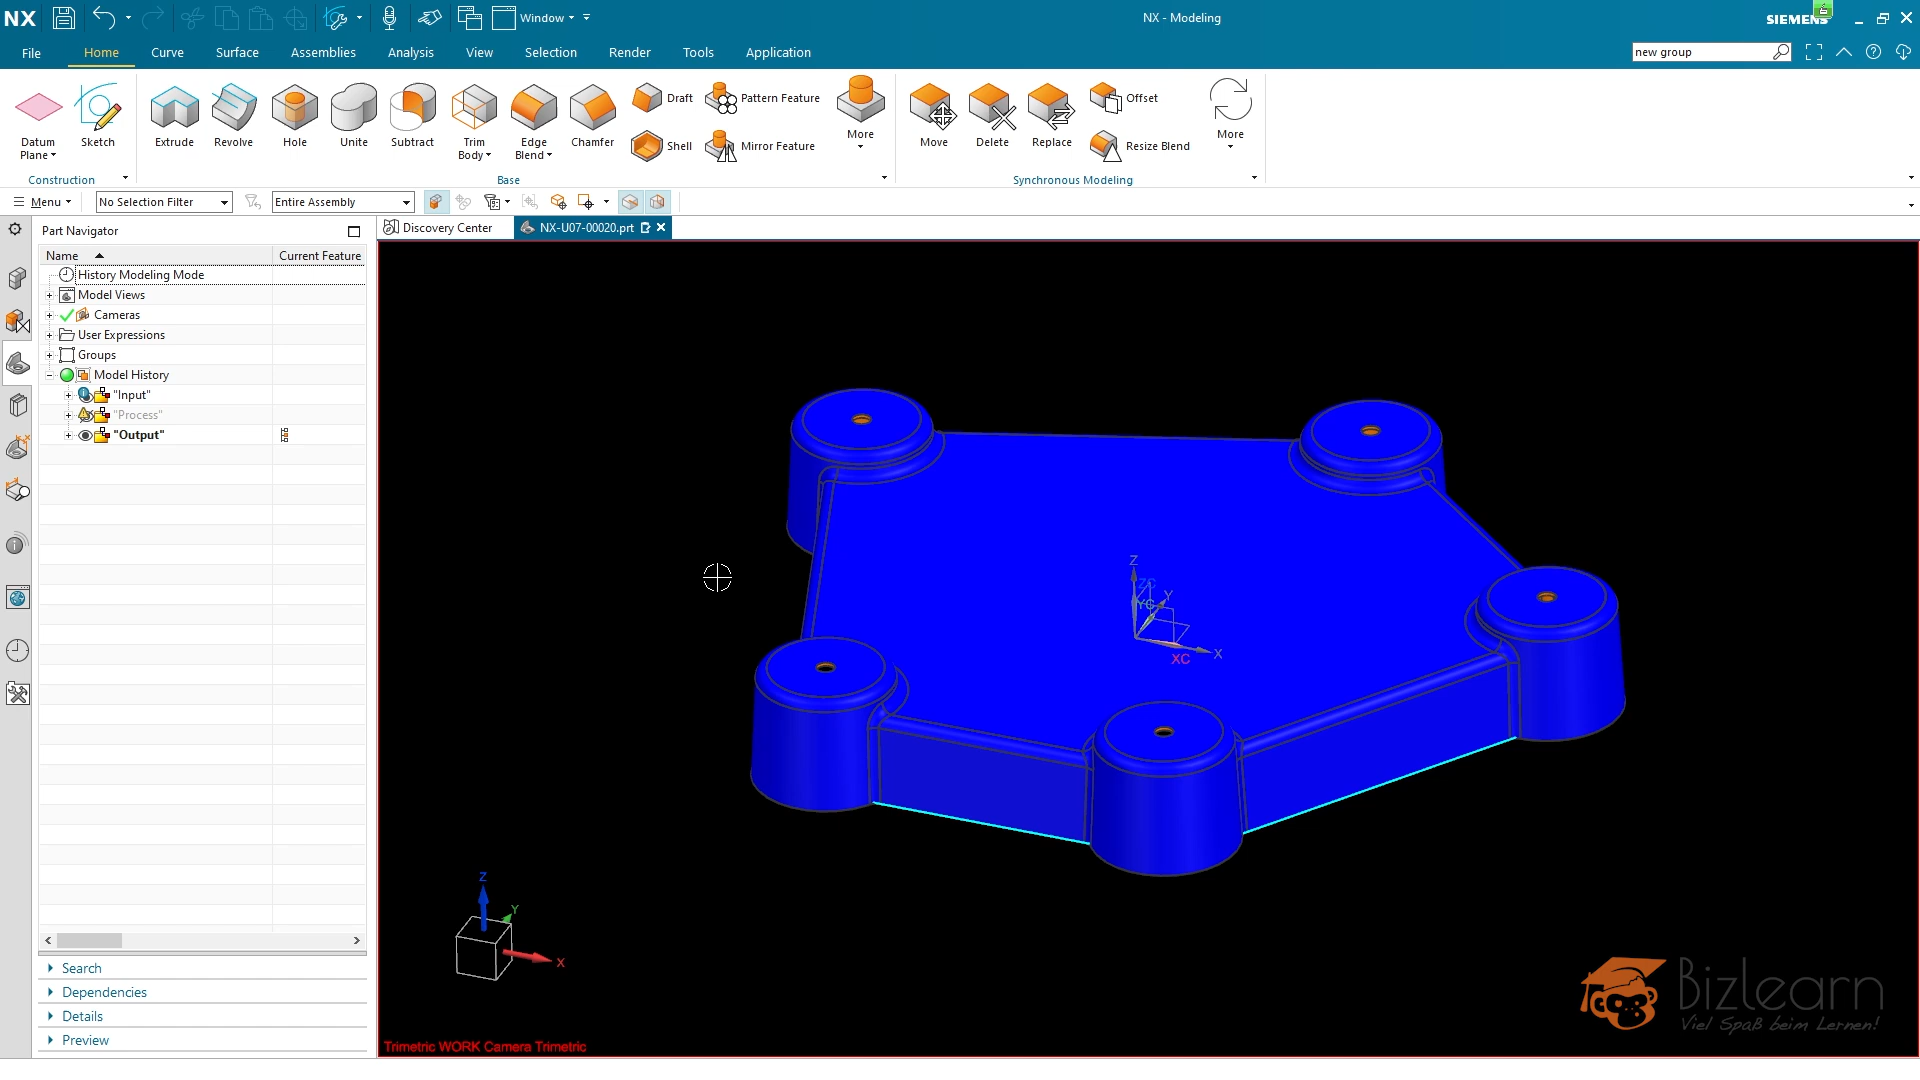 NX
Window
NX - Modeling
SIEMENS
File
Home
Curve
Surface
Assemblies
Analysis
View
Selection
Render
Tools
Application
new group
Datum
Plane
Sketch
Extrude
Revolve
Hole
Unite
Subtract
Trim
Body
Edge
Blend
Chamfer
Draft
Shell
Pattern Feature
Mirror Feature
More
Move
Delete
Replace
Offset
Resize Blend
More
Construction
Base
Synchronous Modeling
Menu
No Selection Filter
Entire Assembly
Part Navigator
Discovery Center
NX-U07-00020.prt
Name
Current Feature
History Modeling Mode
Model Views
Cameras
User Expressions
Groups
Model History
"Input"
"Process"
"Output"
Search
Dependencies
Details
Preview
Z
ZC
Y
YC
X
XC
Z
Y
X
Trimetric WORK Camera Trimetric
Bizlearn
Viel Spaß beim Lernen!